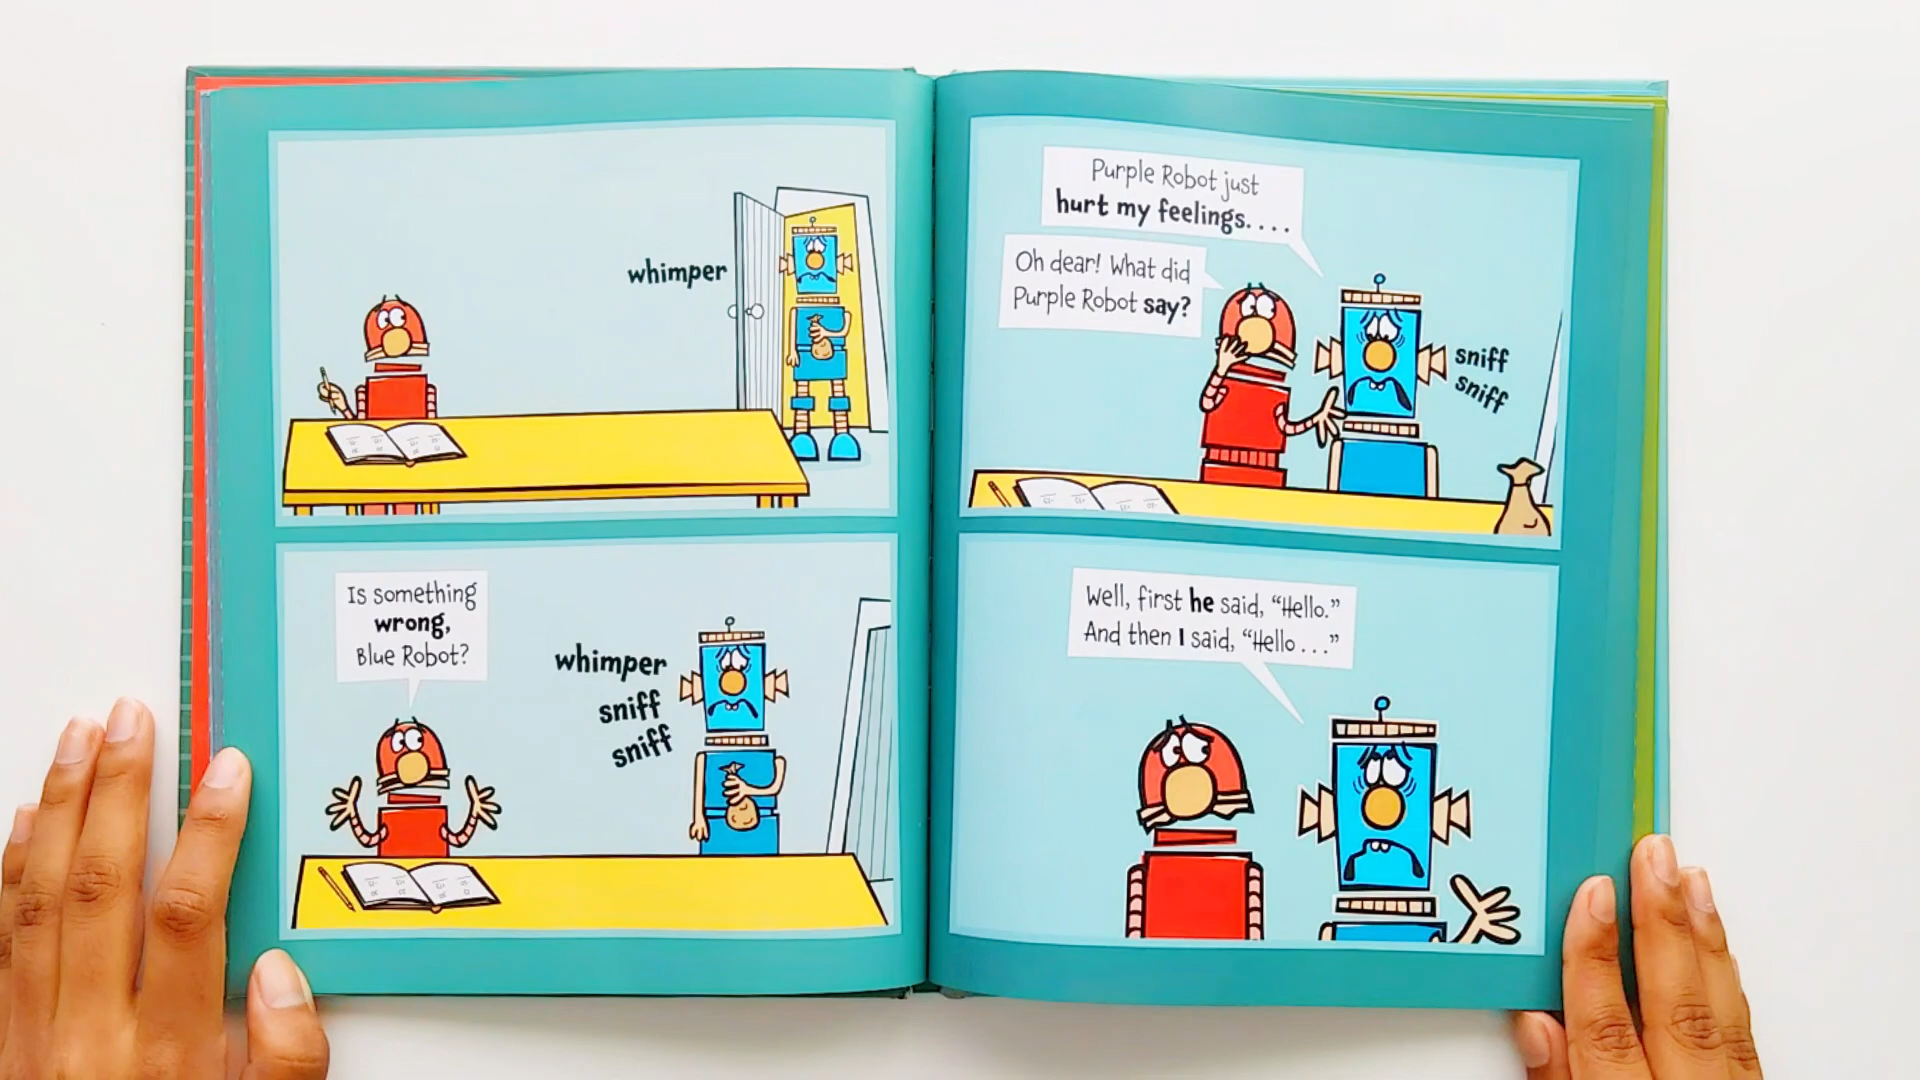 whimper
Is something
wrong,
Blue Robot?
whimper
sniff
sniff
Purple Robot just
hurt my feelings. . . .
Oh dear! What did
Purple Robot say?
sniff
sniff
Well, first he said, “Hello.”
And then I said, “Hello . . .”